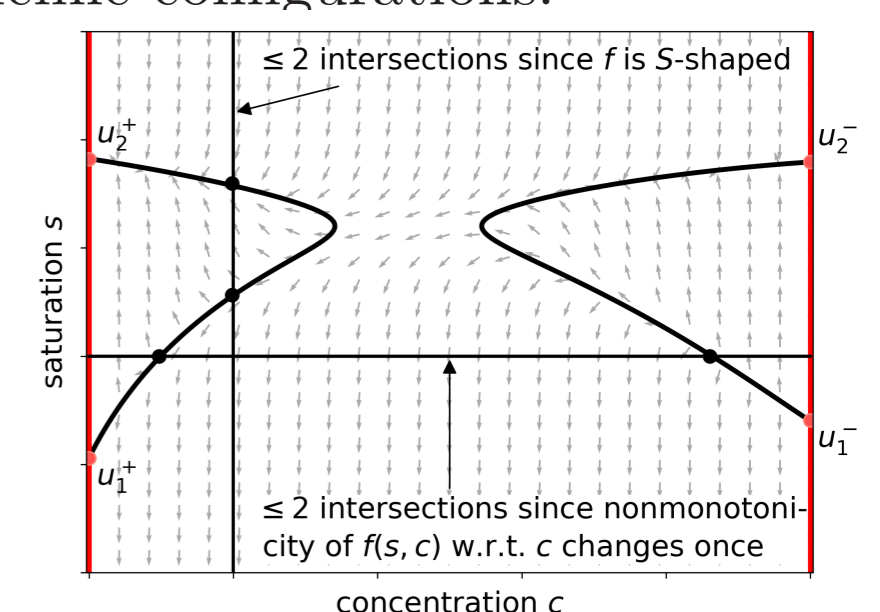 ≤ 2 intersections since f is S-shaped
u₂⁺
u₂⁻
saturation s
u₁⁺
u₁⁻
≤ 2 intersections since nonmonotoni-
city of f(s, c) w.r.t. c changes once
concentration c